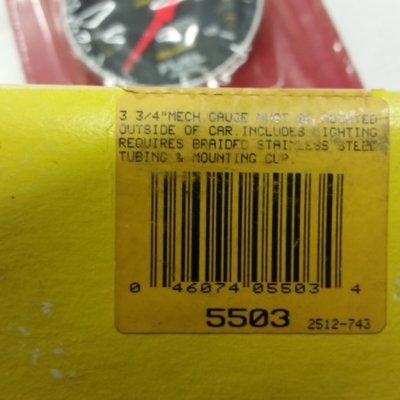 FUEL
3 3/4"MECH GAUGE MUST BE MOUNTED
OUTSIDE OF CAR.INCLUDES LIGHTING
REQUIRES BRAIDED STAINLESS STEEL
TUBING & MOUNTING CUP.
0 46074 05503 4
5503 2512-743